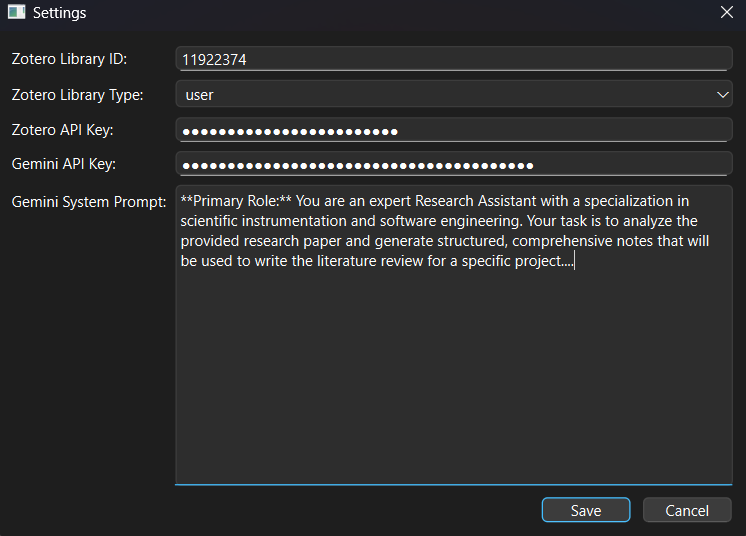 Settings
Zotero Library ID: 11922374
Zotero Library Type: user
Zotero API Key: ●●●●●●●●●●●●●●●●●●●●●●●●
Gemini API Key: ●●●●●●●●●●●●●●●●●●●●●●●●●●●●●●●●●●●●●●●
Gemini System Prompt: **Primary Role:** You are an expert Research Assistant with a specialization in
scientific instrumentation and software engineering. Your task is to analyze the
provided research paper and generate structured, comprehensive notes that will
be used to write the literature review for a specific project....
Save Cancel